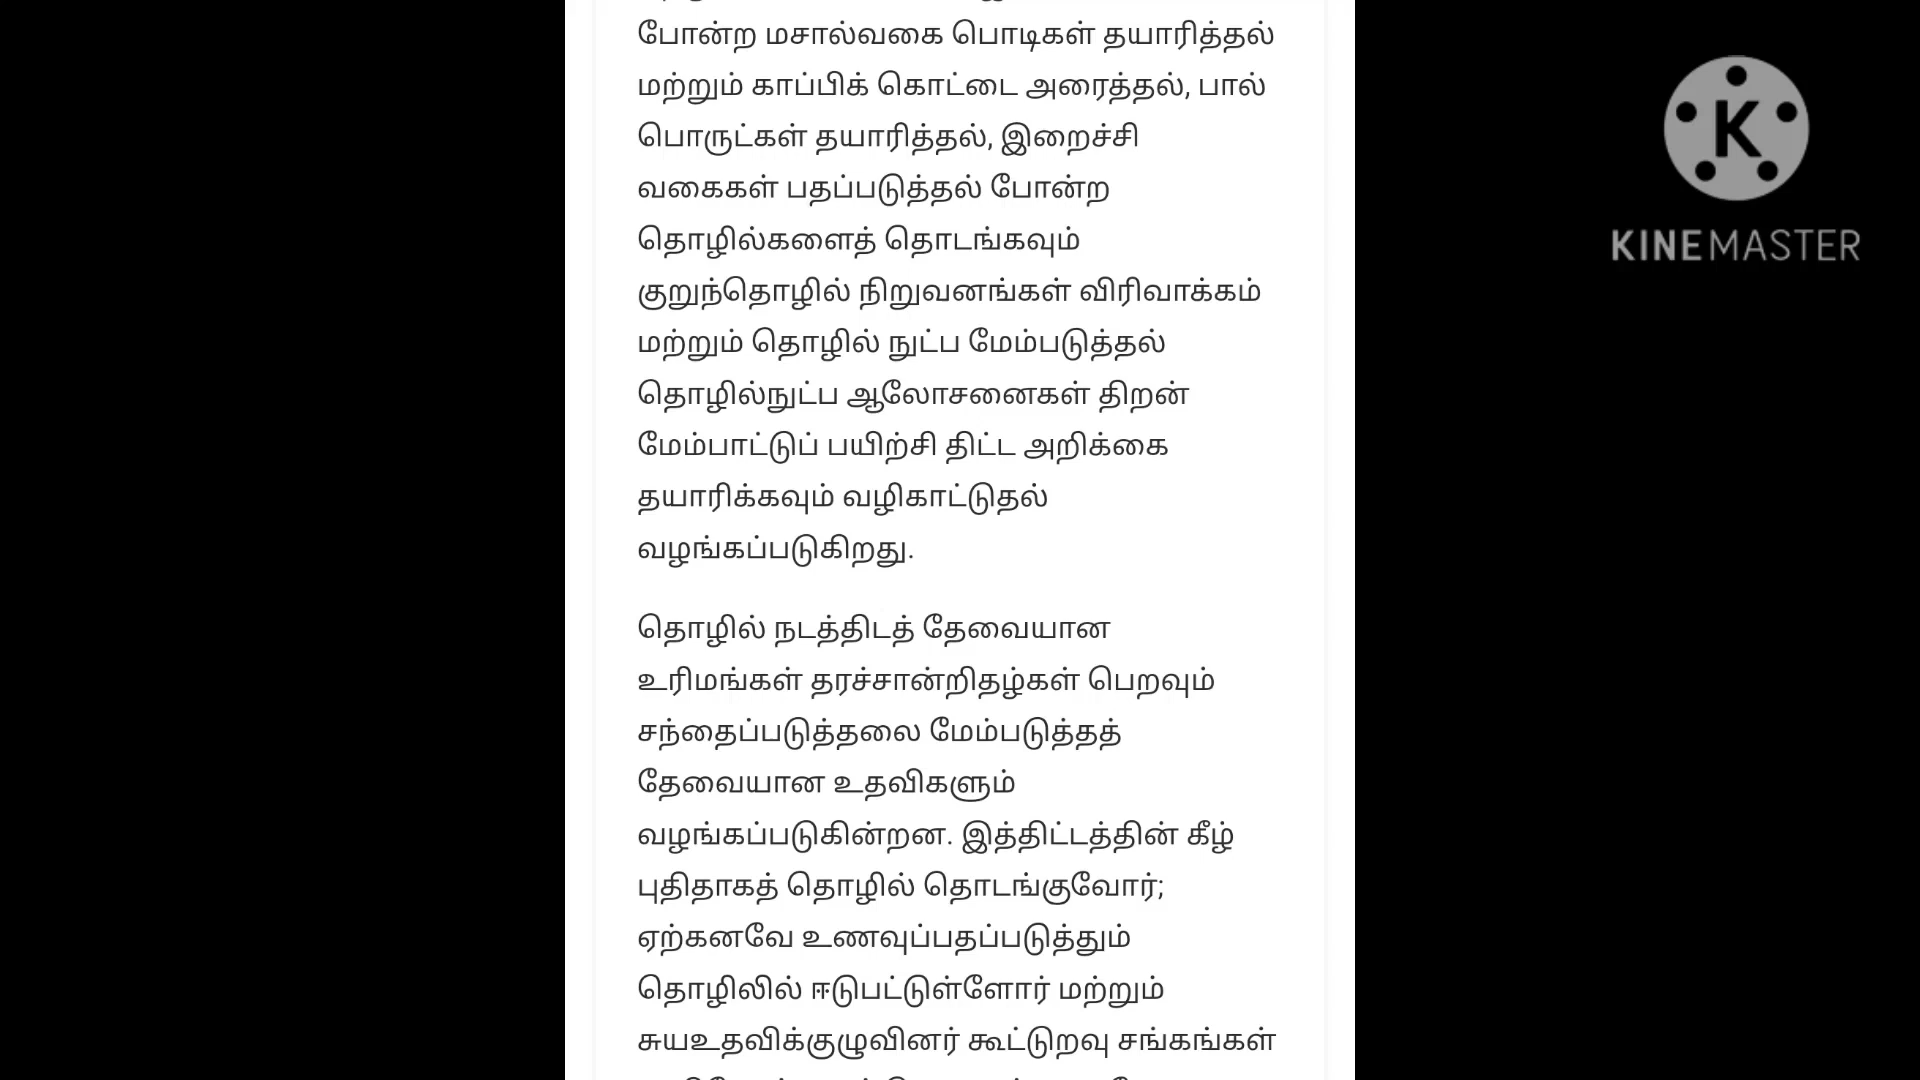 போன்ற மசால்வகை பொடிகள் தயாரித்தல்
மற்றும் காப்பிக் கொட்டை அரைத்தல், பால்
பொருட்கள் தயாரித்தல், இறைச்சி
வகைகள் பதப்படுத்தல் போன்ற
தொழில்களைத் தொடங்கவும்
குறுந்தொழில் நிறுவனங்கள் விரிவாக்கம்
மற்றும் தொழில் நுட்ப மேம்படுத்தல்
தொழில்நுட்ப ஆலோசனைகள் திறன்
மேம்பாட்டுப் பயிற்சி திட்ட அறிக்கை
தயாரிக்கவும் வழிகாட்டுதல்
வழங்கப்படுகிறது.
தொழில் நடத்திடத் தேவையான
உரிமங்கள் தரச்சான்றிதழ்கள் பெறவும்
சந்தைப்படுத்தலை மேம்படுத்தத்
தேவையான உதவிகளும்
வழங்கப்படுகின்றன. இத்திட்டத்தின் கீழ்
புதிதாகத் தொழில் தொடங்குவோர்;
ஏற்கனவே உணவுப்பதப்படுத்தும்
தொழிலில் ஈடுபட்டுள்ளோர் மற்றும்
சுயஉதவிக்குழுவினர் கூட்டுறவு சங்கங்கள்
K
KINEMASTER